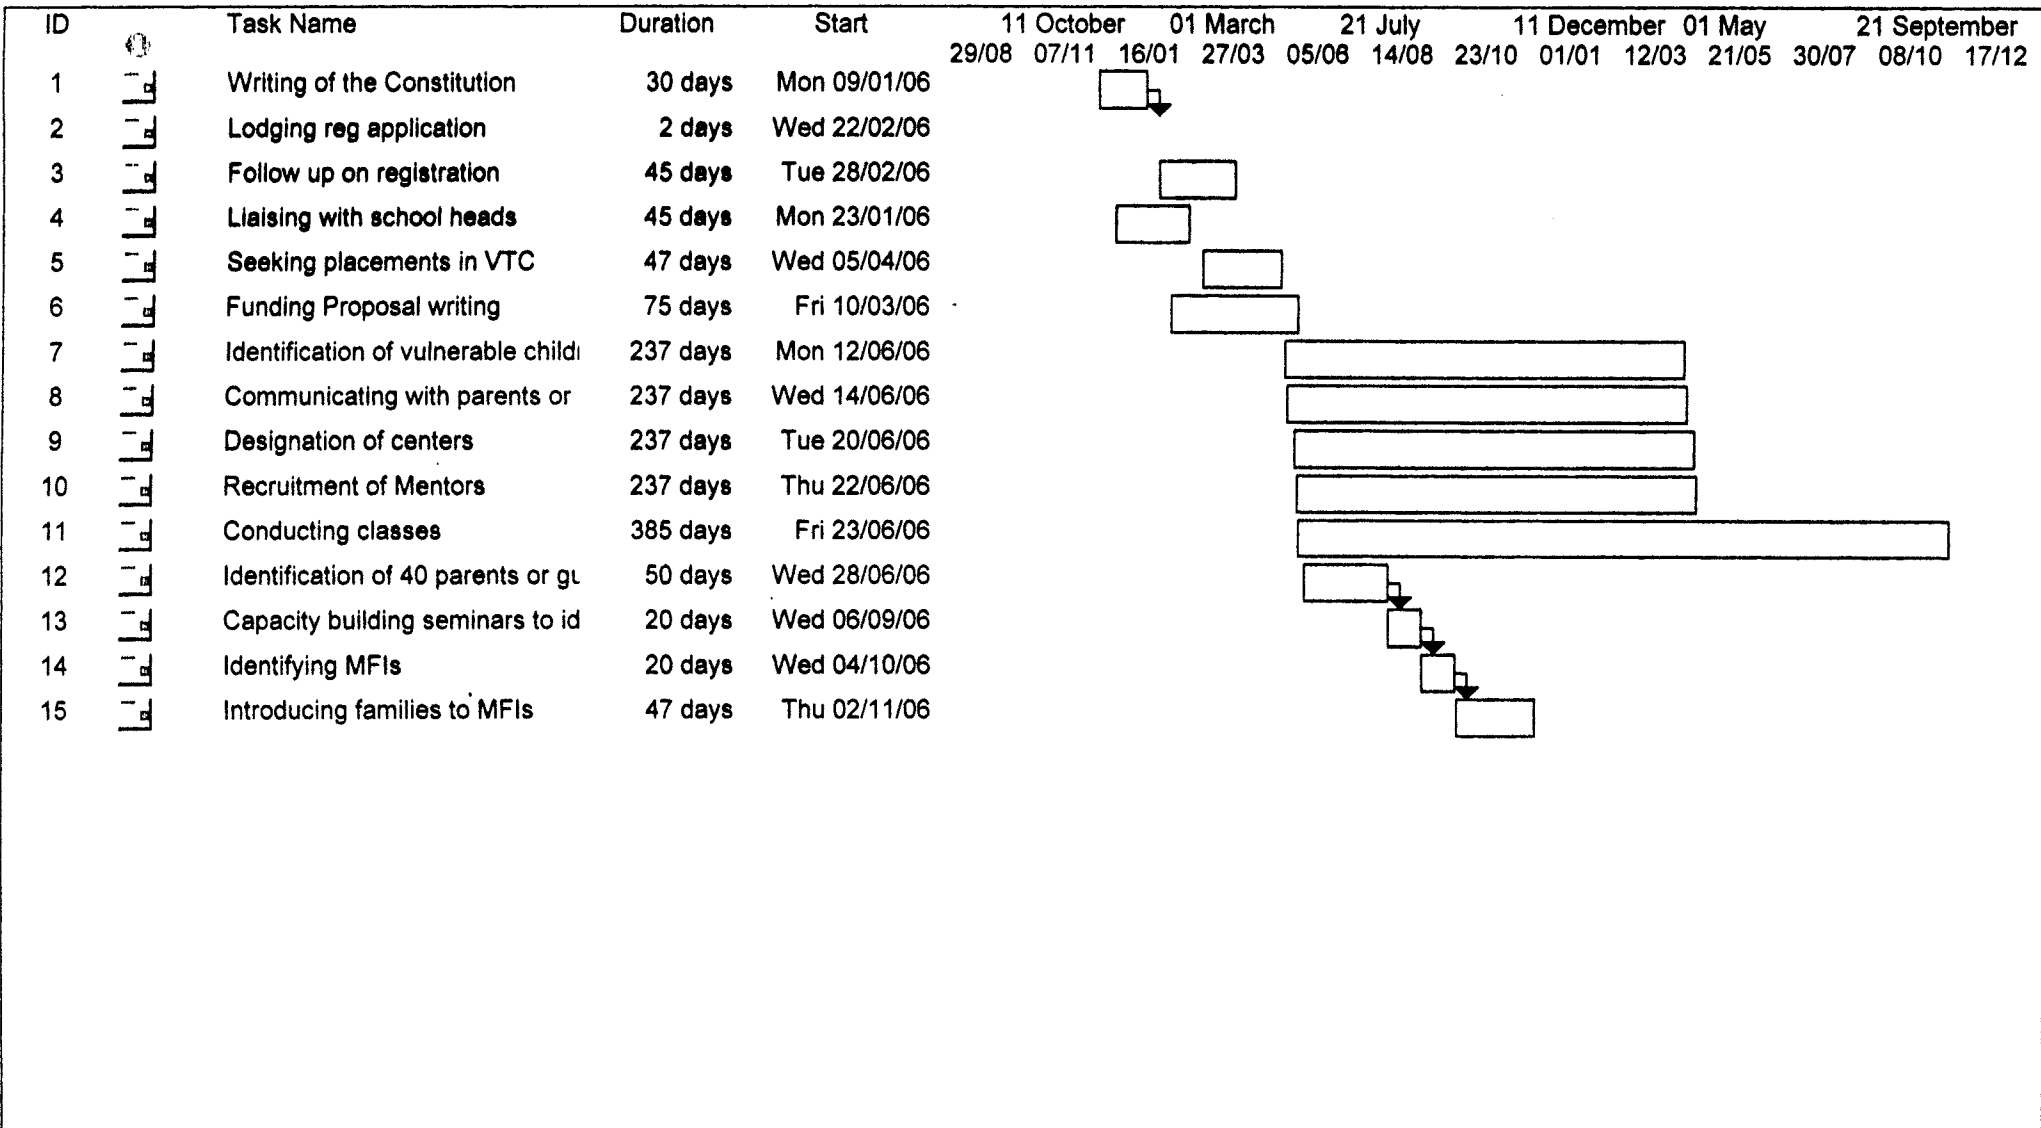 ID Task Name Duration Start 11 October 01 March 21 July 11 December 01 May 21 September
29/08 07/11 16/01 27/03 05/06 14/08 23/10 01/01 12/03 21/05 30/07 08/10 17/12
1 Writing of the Constitution 30 days Mon 09/01/06
2 Lodging reg application 2 days Wed 22/02/06
3 Follow up on registration 45 days Tue 28/02/06
4 Liaising with school heads 45 days Mon 23/01/06
5 Seeking placements in VTC 47 days Wed 05/04/06
6 Funding Proposal writing 75 days Fri 10/03/06
7 Identification of vulnerable child 237 days Mon 12/06/06
8 Communicating with parents or 237 days Wed 14/06/06
9 Designation of centers 237 days Tue 20/06/06
10 Recruitment of Mentors 237 days Thu 22/06/06
11 Conducting classes 385 days Fri 23/06/06
12 Identification of 40 parents or gu 50 days Wed 28/06/06
13 Capacity building seminars to id 20 days Wed 06/09/06
14 Identifying MFIs 20 days Wed 04/10/06
15 Introducing families to MFIs 47 days Thu 02/11/06